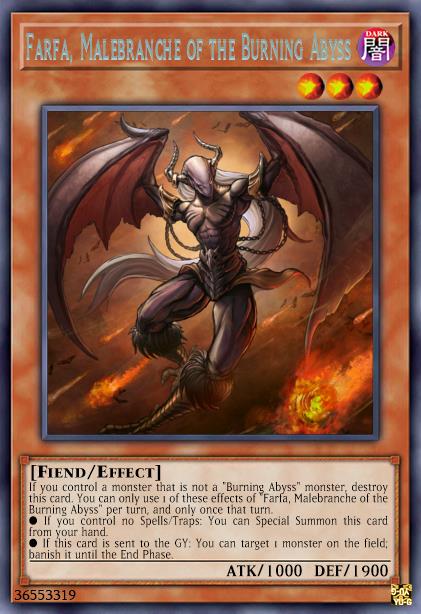 Farfa, Malebranche of the Burning Abyss
DARK
闇
[Fiend/Effect]
If you control a monster that is not a "Burning Abyss" monster, destroy
this card. You can only use 1 of these effects of "Farfa, Malebranche of the
Burning Abyss" per turn, and only once that turn.
● If you control no Spells/Traps: You can Special Summon this card
from your hand.
● If this card is sent to the GY: You can target 1 monster on the field;
banish it until the End Phase.
ATK/1000 DEF/1900
36553319